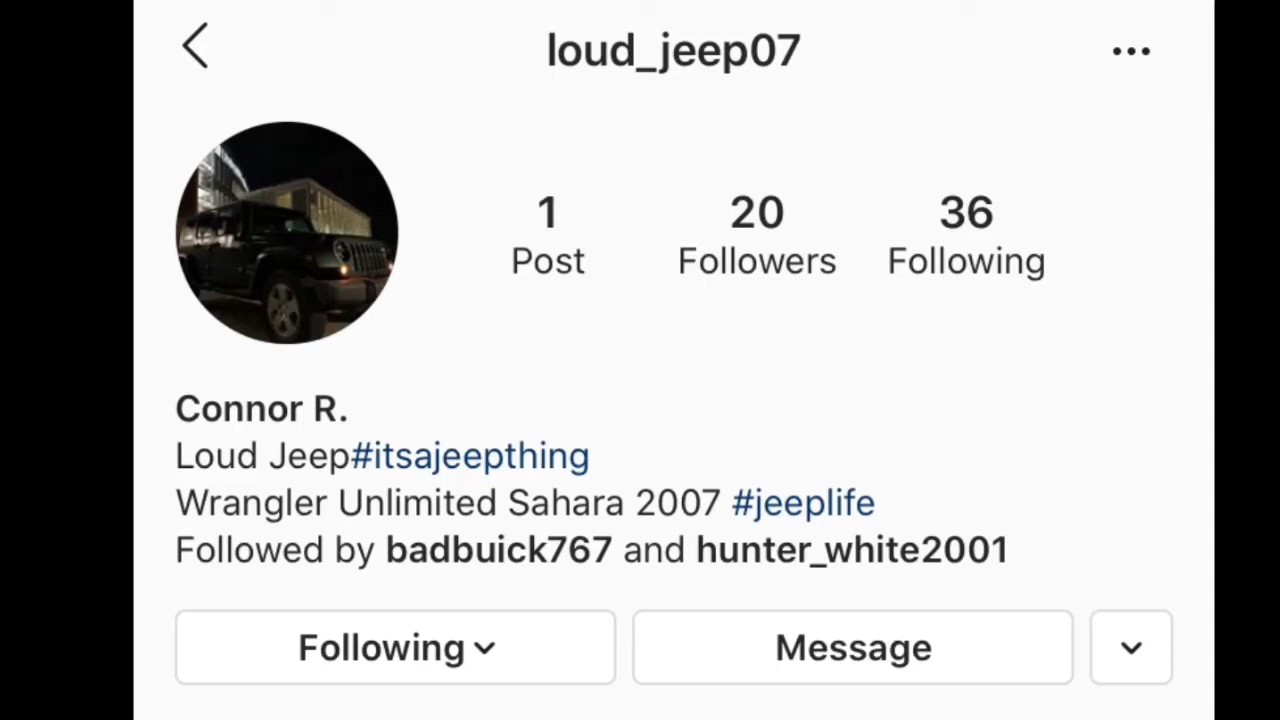 loud_jeep07
1 20 36
Post Followers Following
Connor R.
Loud Jeep#itsajeepthing
Wrangler Unlimited Sahara 2007 #jeeplife
Followed by badbuick767 and hunter_white2001
Following Message